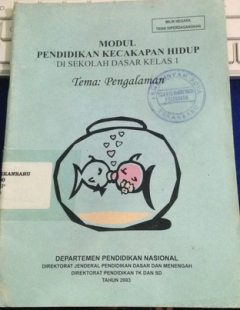 MILIK NEGARA
TIDAK DIPERDAGANGKAN
MODUL
PENDIDIKAN KECAKAPAN HIDUP
DI SEKOLAH DASAR KELAS 1
Tema: Pengalaman
DEPARTEMEN PENDIDIKAN NASIONAL
DIREKTORAT JENDERAL PENDIDIKAN DASAR DAN MENENGAH
DIREKTORAT PENDIDIKAN TK DAN SD
TAHUN 2003